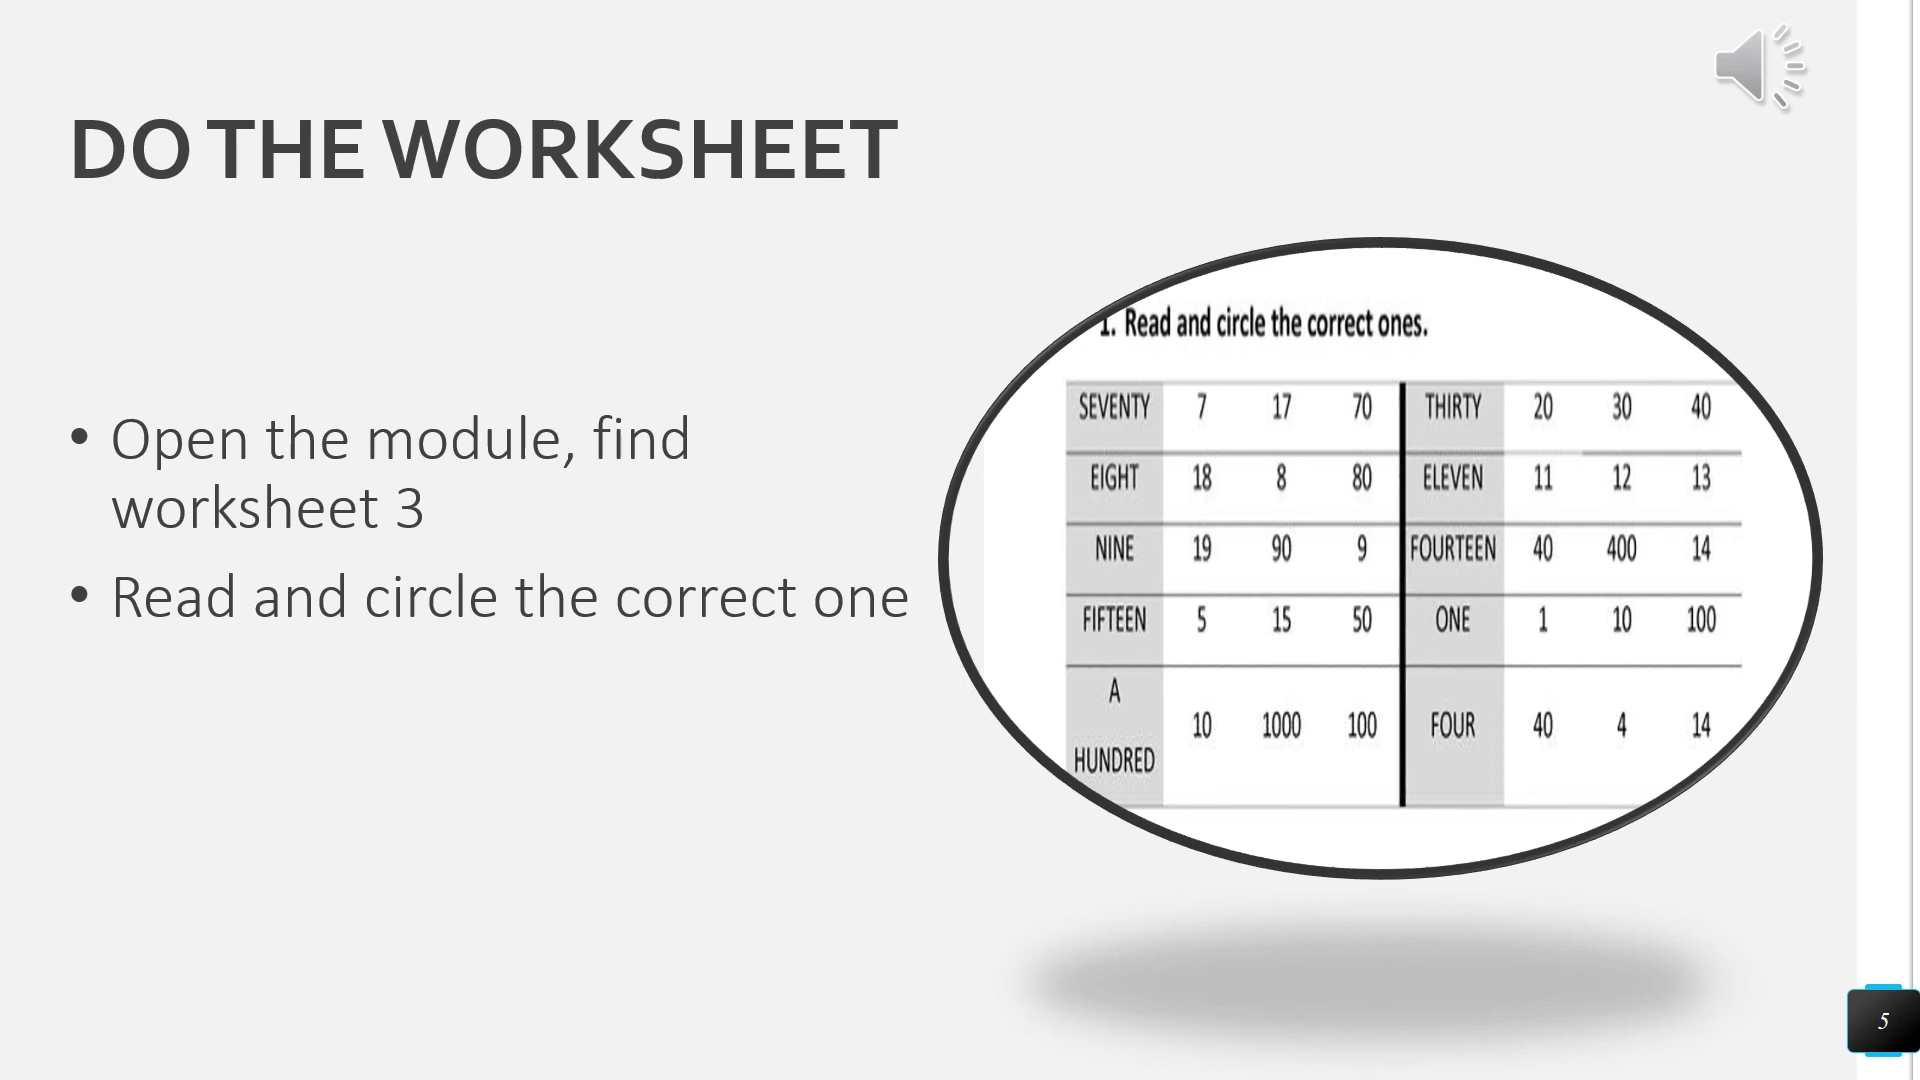 DO THE WORKSHEET
• Open the module, find
worksheet 3
• Read and circle the correct one
1. Read and circle the correct ones.
SEVENTY 7 17 70 THIRTY 20 30 40
EIGHT 18 8 80 ELEVEN 11 12 13
NINE 19 90 9 FOURTEEN 40 400 14
FIFTEEN 5 15 50 ONE 1 10 100
A
10 1000 100 FOUR 40 4 14
HUNDRED
5